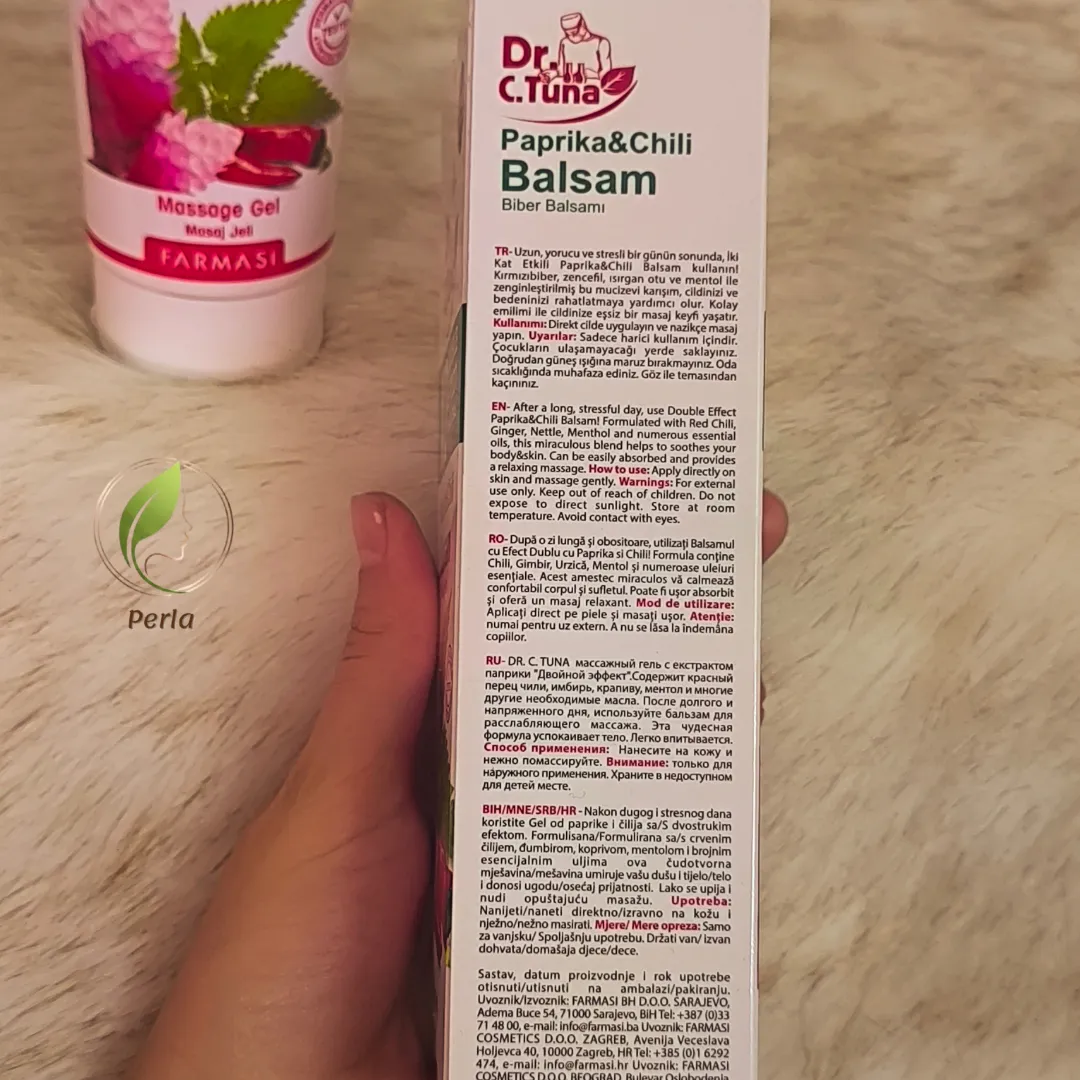 Massage Gel
Masaj Jeli
FARMASI
Perla
Dr.
C.Tuna
Paprika&Chili
Balsam
Biber Balsamı
TR- Uzun, yorucu ve stresli bir günün sonunda, İki
Kat Etkili Paprika&Chili Balsam kullanın!
Kırmızıbiber, zencefil, ısırgan otu ve mentol ile
zenginleştirilmiş bu mucizevi karışım, cildinizi ve
bedeninizi rahatlatmaya yardımcı olur. Kolay
emilimi ile cildinize eşsiz bir masaj keyfi yaşatır.
Kullanımı: Direkt cilde uygulayın ve nazikçe masaj
yapın. Uyarılar: Sadece harici kullanım içindir.
Çocukların ulaşamayacağı yerde saklayınız.
Doğrudan güneş ışığına maruz bırakmayınız. Oda
sıcaklığında muhafaza ediniz. Göz ile temasından
kaçınınız.
EN- After a long, stressful day, use Double Effect
Paprika&Chili Balsam! Formulated with Red Chili,
Ginger, Nettle, Menthol and numerous essential
oils, this miraculous blend helps to soothes your
body&skin. Can be easily absorbed and provides
a relaxing massage. How to use: Apply directly on
skin and massage gently. Warnings: For external
use only. Keep out of reach of children. Do not
expose to direct sunlight. Store at room
temperature. Avoid contact with eyes.
RO- După o zi lungă și obositoare, utilizați Balsamul
cu Efect Dublu cu Paprika si Chili! Formula conține
Chili, Gimbir, Urzică, Mentol și numeroase uleiuri
esențiale. Acest amestec miraculos vă calmează
confortabil corpul și sufletul. Poate fi ușor absorbit
și oferă un masaj relaxant. Mod de utilizare:
Aplicați direct pe piele și masați ușor. Atenție:
numai pentru uz extern. A nu se lăsa la îndemâna
copiilor.
RU- DR. C. TUNA массажный гель с екстрактом
паприки "Двойной эффект".Содержит красный
перец чили, имбирь, крапиву, ментол и многие
другие необходимые масла. После долгого и
напряженного дня, используйте бальзам для
расслабляющего массажа. Эта чудесная
формула успокаивает тело. Легко впитывается.
Способ применения: Нанесите на кожу и
нежно помассируйте. Внимание: только для
наружного применения. Храните в недоступном
для детей месте.
BIH/MNE/SRB/HR - Nakon dugog i stresnog dana
koristite Gel od paprike i čilija sa/S dvostrukim
efektom. Formulisana/Formulirana sa/s crvenim
čilijem, đumbirom, koprivom, mentolom i brojnim
esencijalnim uljima ova čudotvorna
mješavina/mešavina umiruje vašu dušu i tijelo/telo
i donosi ugodu/osećaj prijatnosti. Lako se upija i
nudi opuštajuću masažu. Upotreba:
Nanijeti/naneti direktno/izravno na kožu i
nježno/nežno masirati. Mjere/ Mere opreza: Samo
za vanjsku/ Spoljašnju upotrebu. Držati van/ izvan
dohvata/domašaja djece/dece.
Sastav, datum proizvodnje i rok upotrebe
otisnuti/utisnuti na ambalazi/pakiranju.
Uvoznik/Izvoznik: FARMASI BH D.O.O. SARAJEVO,
Adema Buce 54, 71000 Sarajevo, BiH Tel: +387 (0)33
71 48 00, e-mail: info@farmasi.ba Uvoznik: FARMASI
COSMETICS D.O.O. ZAGREB, Avenija Veceslava
Holjevca 40, 10000 Zagreb, HR Tel: +385 (0)1 6292
474, e-mail: info@farmasi.hr Uvoznik: FARMASI
COSMETICS D.O.O. BEOGRAD, Bulevar Oslobođenja